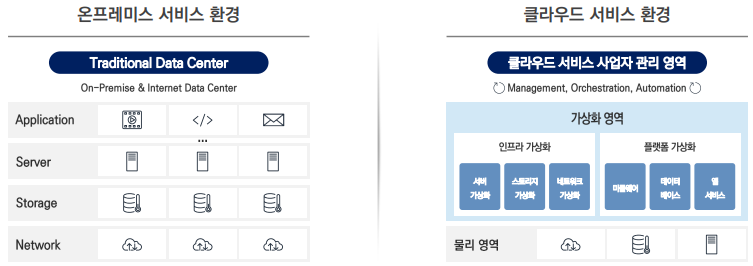 온프레미스 서비스 환경
Traditional Data Center
On-Premise & Internet Data Center
Application
</>
...
Server
Storage
Network
클라우드 서비스 환경
클라우드 서비스 사업자 관리 영역
Management, Orchestration, Automation
가상화 영역
인프라 가상화
서버
가상화
스토리지
가상화
네트워크
가상화
플랫폼 가상화
미들웨어
데이터
베이스
웹
서비스
물리 영역